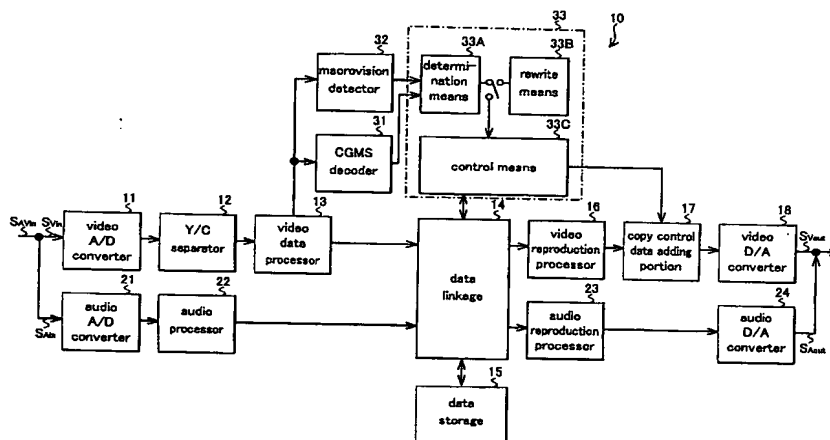 10
33
33A
33B
determi-
nation
means
rewrite
means
32
macrovision
detector
31
CGMS
decoder
33C
control means
SAVin
SVin
11
video
A/D
converter
12
Y/C
separator
13
video data
processor
14
data
linkage
16
video
reproduction
processor
17
copy control
data adding
portion
18
video
D/A
converter
SVout
SAin
21
audio
A/D
converter
22
audio
processor
23
audio
reproduction
processor
24
audio
D/A
converter
SAout
15
data
storage